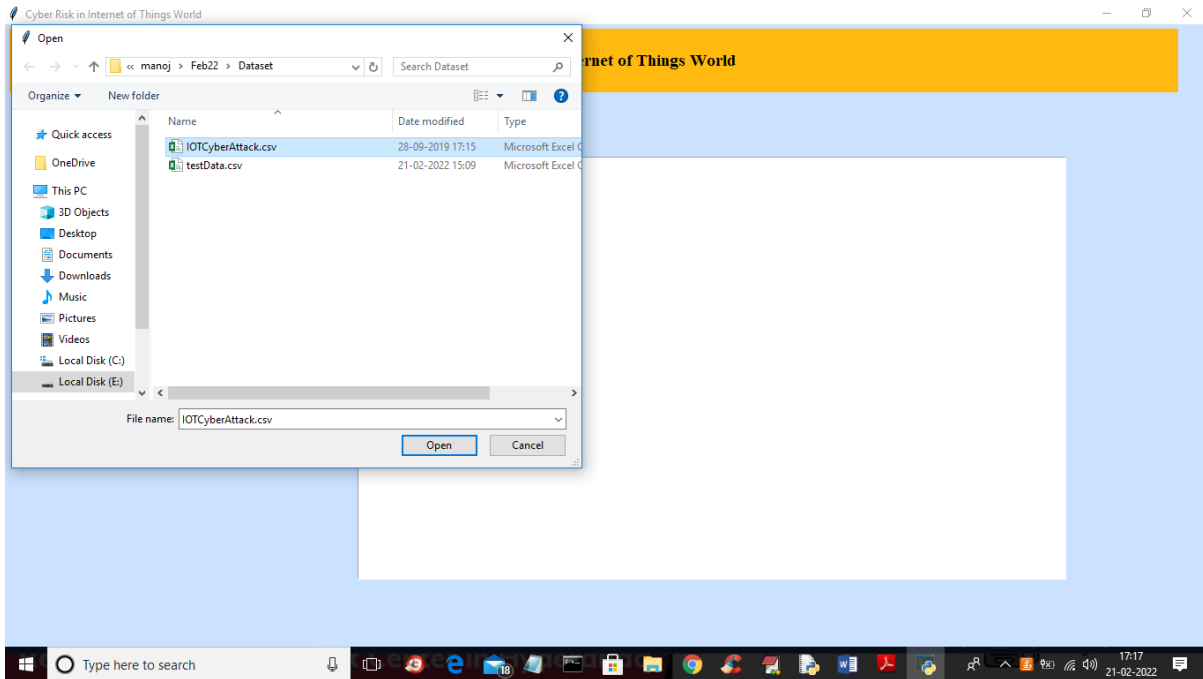 Cyber Risk in Internet of Things World
Open
rnet of Things World
« manoj > Feb22 > Dataset
Search Dataset
Organize
New folder
Name
Date modified
Type
Quick access
IOTCyberAttack.csv
28-09-2019 17:15
Microsoft Excel C
testData.csv
21-02-2022 15:09
Microsoft Excel C
OneDrive
This PC
3D Objects
Desktop
Documents
Downloads
Music
Pictures
Videos
Local Disk (C:)
Local Disk (E:)
File name:
IOTCyberAttack.csv
Open
Cancel
Type here to search
18
17:17
21-02-2022